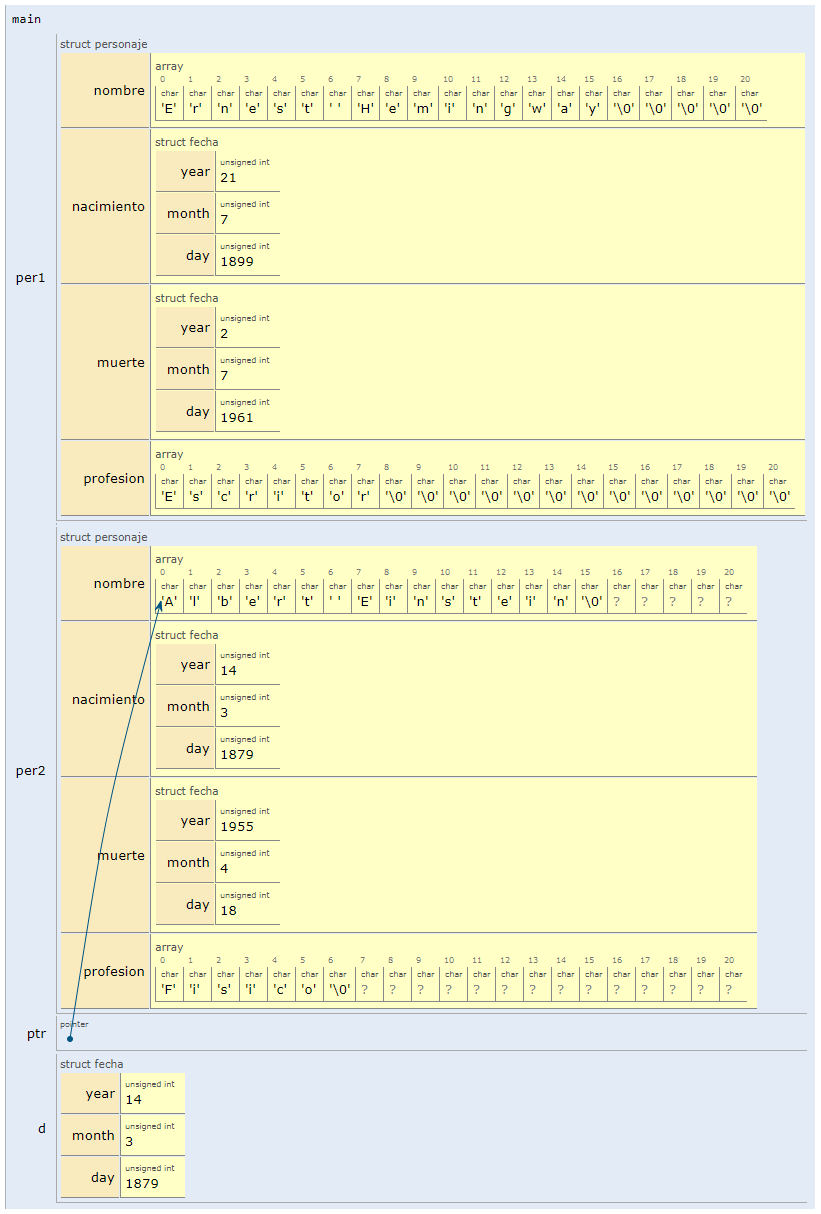 main
struct personaje
array
0 1 2 3 4 5 6 7 8 9 10 11 12 13 14 15 16 17 18 19 20
char char char char char char char char char char char char char char char char char char char char char
nombre 'E' 'r' 'n' 'e' 's' 't' ' ' 'H' 'e' 'm' 'i' 'n' 'g' 'w' 'a' 'y' '\0' '\0' '\0' '\0' '\0'
struct fecha
unsigned int
year 21
unsigned int
nacimiento month 7
unsigned int
day 1899
per1
struct fecha
unsigned int
year 2
unsigned int
muerte month 7
unsigned int
day 1961
array
0 1 2 3 4 5 6 7 8 9 10 11 12 13 14 15 16 17 18 19 20
char char char char char char char char char char char char char char char char char char char char char
profesion 'E' 's' 'c' 'r' 'i' 't' 'o' 'r' '\0' '\0' '\0' '\0' '\0' '\0' '\0' '\0' '\0' '\0' '\0' '\0' '\0'
struct personaje
array
0 1 2 3 4 5 6 7 8 9 10 11 12 13 14 15 16 17 18 19 20
char char char char char char char char char char char char char char char char char char char char char
nombre 'A' 'l' 'b' 'e' 'r' 't' ' ' 'E' 'i' 'n' 's' 't' 'e' 'i' 'n' '\0' ? ? ? ? ?
struct fecha
unsigned int
year 14
unsigned int
nacimiento month 3
unsigned int
day 1879
per2
struct fecha
unsigned int
year 1955
unsigned int
muerte month 4
unsigned int
day 18
array
0 1 2 3 4 5 6 7 8 9 10 11 12 13 14 15 16 17 18 19 20
char char char char char char char char char char char char char char char char char char char char char
profesion 'F' 'i' 's' 'i' 'c' 'o' '\0' ? ? ? ? ? ? ? ? ? ? ? ? ? ?
pointer
ptr
struct fecha
unsigned int
year 14
unsigned int
d month 3
unsigned int
day 1879